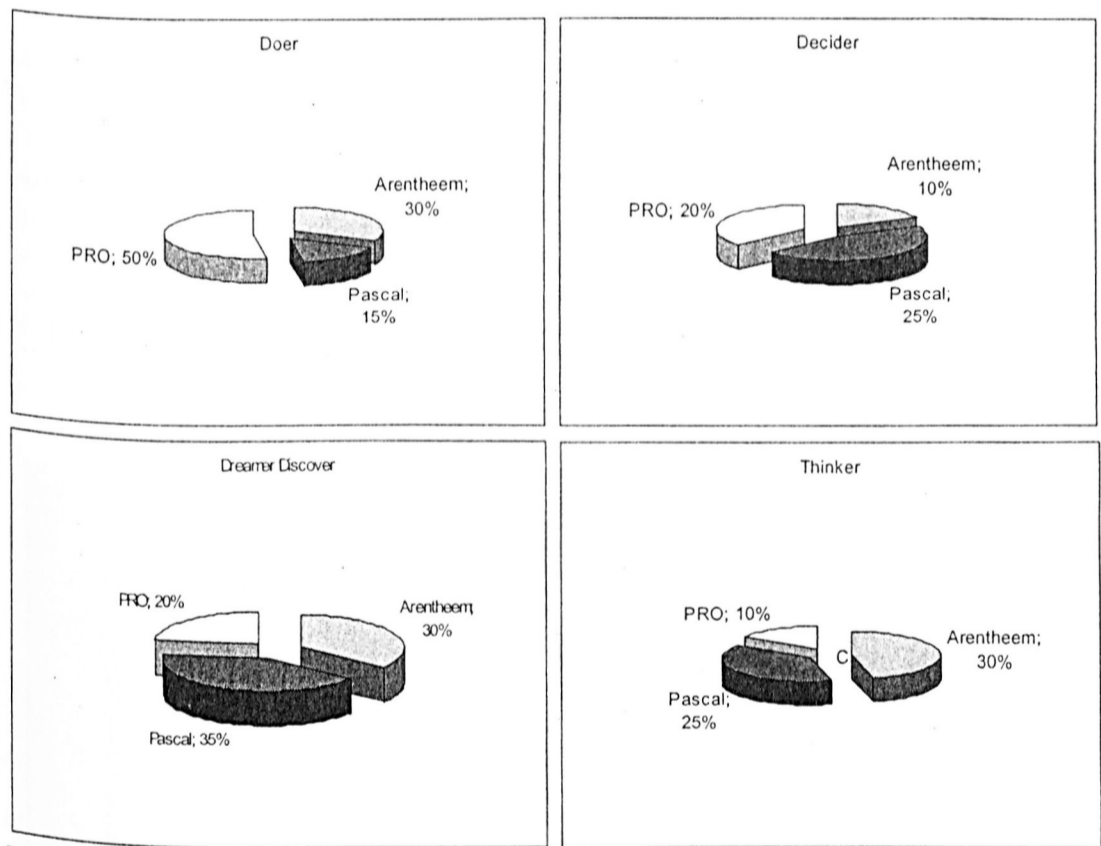 Doer
Arentheem;
30%
PRO; 50%
Pascal;
15%
Decider
Arentheem;
10%
PRO; 20%
Pascal;
25%
Dreamer Discover
PRO; 20%
Arentheem;
30%
Pascal; 35%
Thinker
PRO; 10%
C
Arentheem;
30%
Pascal;
25%